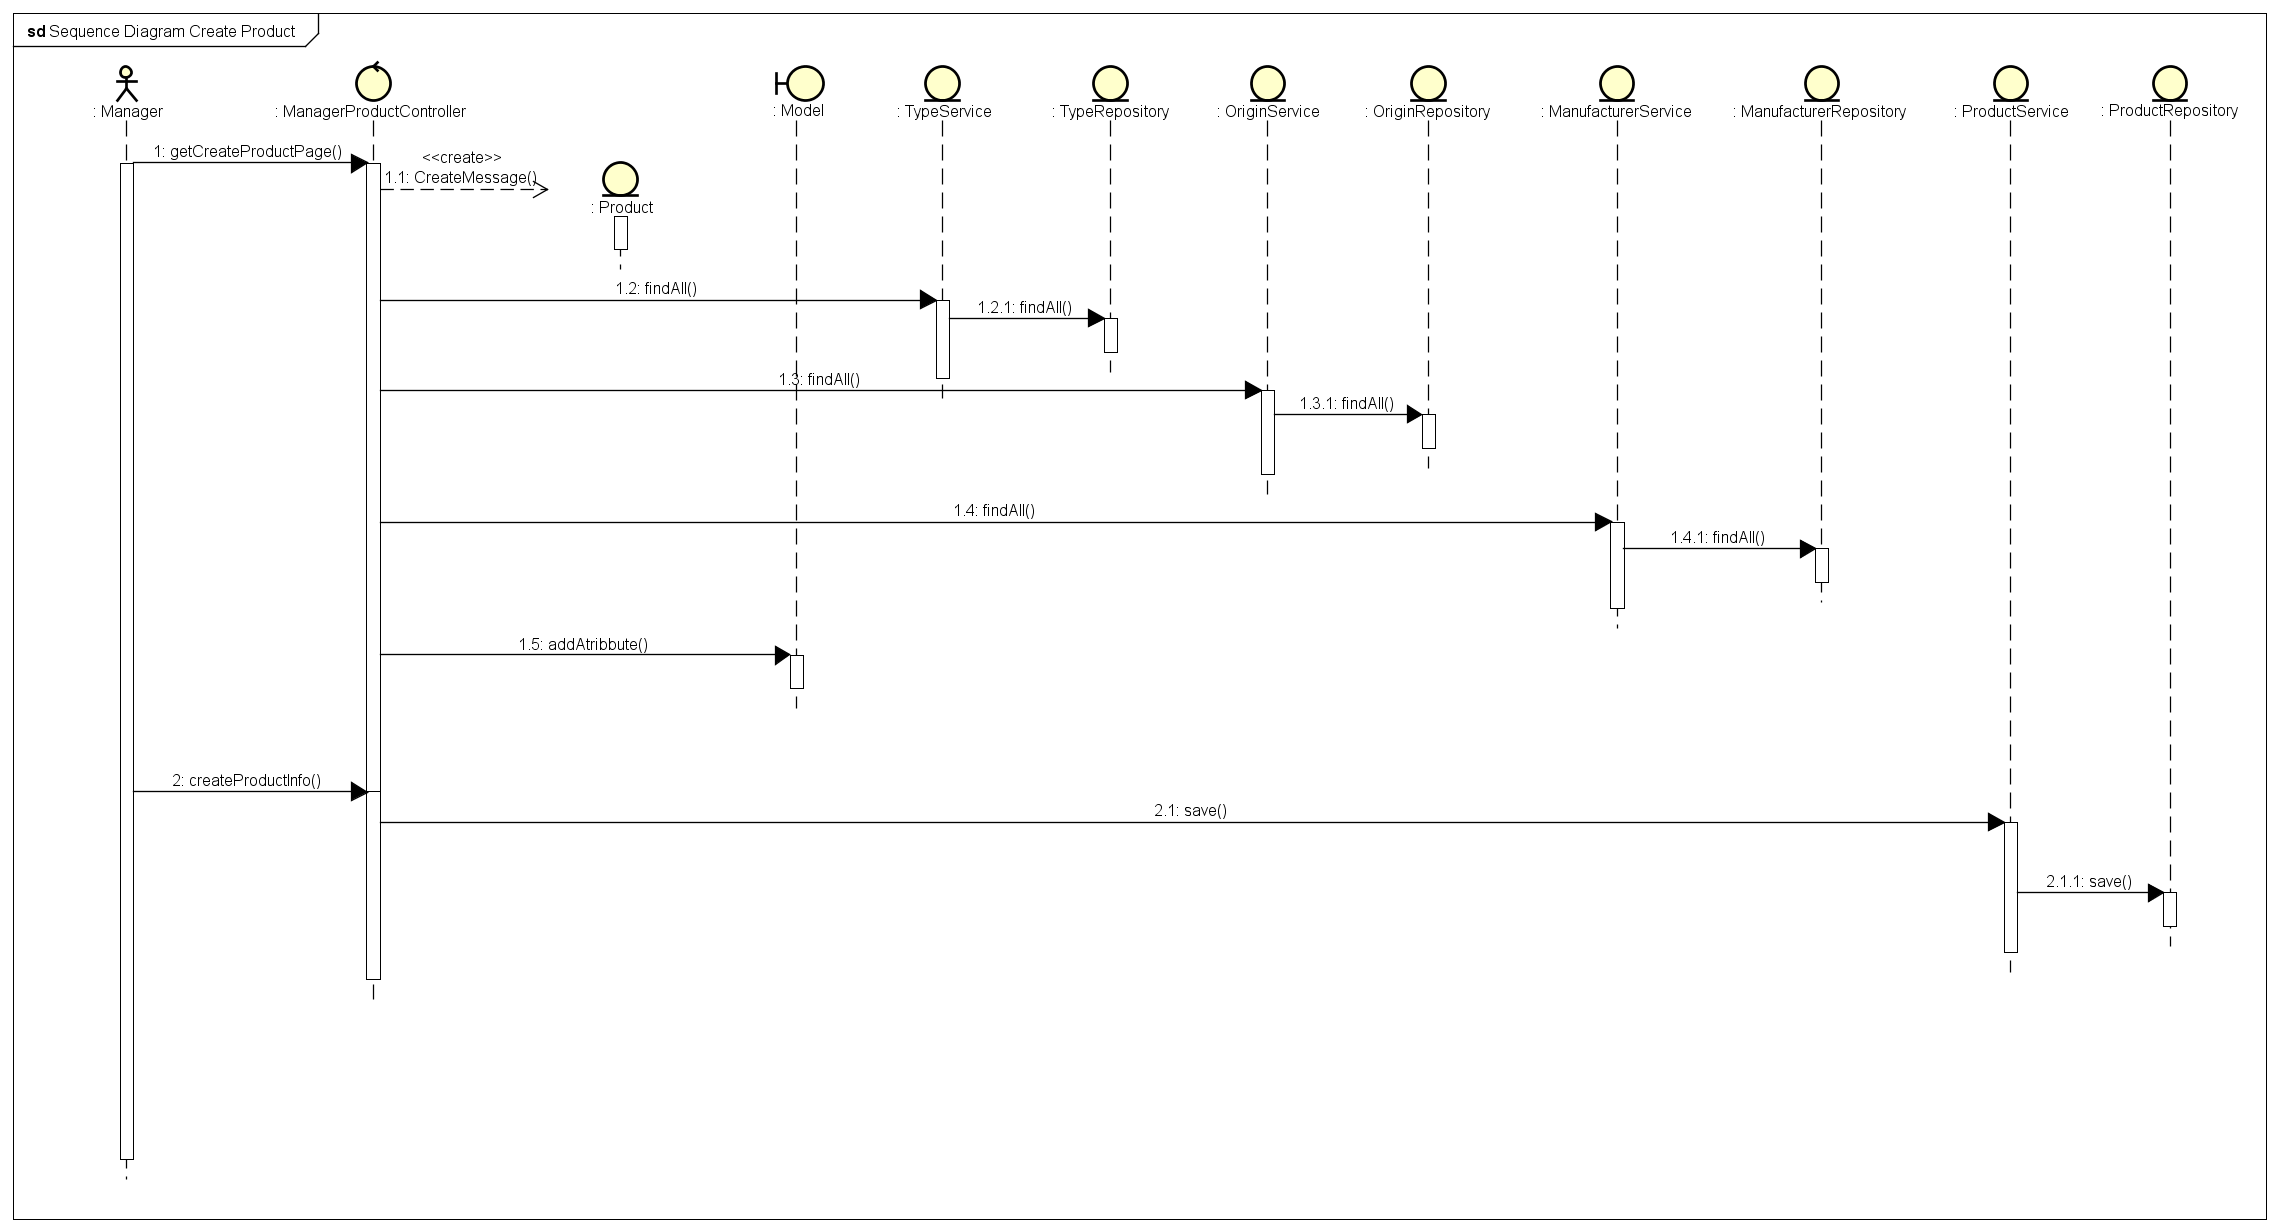 sd Sequence Diagram Create Product
: Manager
: ManagerProductController
: Model
: TypeService
: TypeRepository
: OriginService
: OriginRepository
: ManufacturerService
: ManufacturerRepository
: ProductService
: ProductRepository
1: getCreateProductPage()
<<create>>
1.1: CreateMessage()
: Product
1.2: findAll()
1.2.1: findAll()
1.3: findAll()
1.3.1: findAll()
1.4: findAll()
1.4.1: findAll()
1.5: addAtribbute()
2: createProductInfo()
2.1: save()
2.1.1: save()